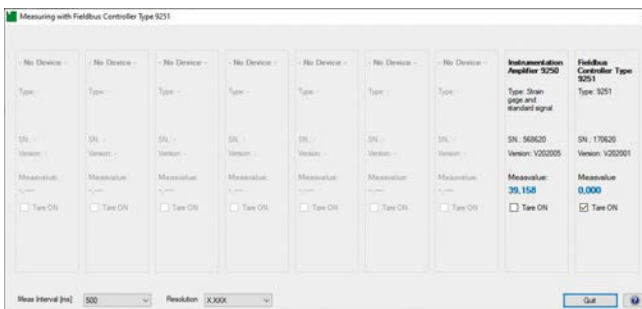 Measuring with Fieldbus Controller Type 9251
- No Device -
Type: -
SN.: -
Version: -
Measvalue:
-,---
Tare ON
- No Device -
Type: -
SN.: -
Version: -
Measvalue:
-,---
Tare ON
- No Device -
Type: -
SN.: -
Version: -
Measvalue:
-,---
Tare ON
- No Device -
Type: -
SN.: -
Version: -
Measvalue:
-,---
Tare ON
- No Device -
Type: -
SN.: -
Version: -
Measvalue:
-,---
Tare ON
- No Device -
Type: -
SN.: -
Version: -
Measvalue:
-,---
Tare ON
- No Device -
Type: -
SN.: -
Version: -
Measvalue:
-,---
Tare ON
Instrumentation
Amplifier 9250
Type: Strain
gage and
standard signal
SN.: 568620
Version: V202005
Measvalue:
39,158
Tare ON
Fieldbus
Controller Type
9251
Type: 9251
SN.: 170620
Version: V202001
Measvalue
0,000
Tare ON
Meas Interval [ms] 500 Resolution X.XXX Quit